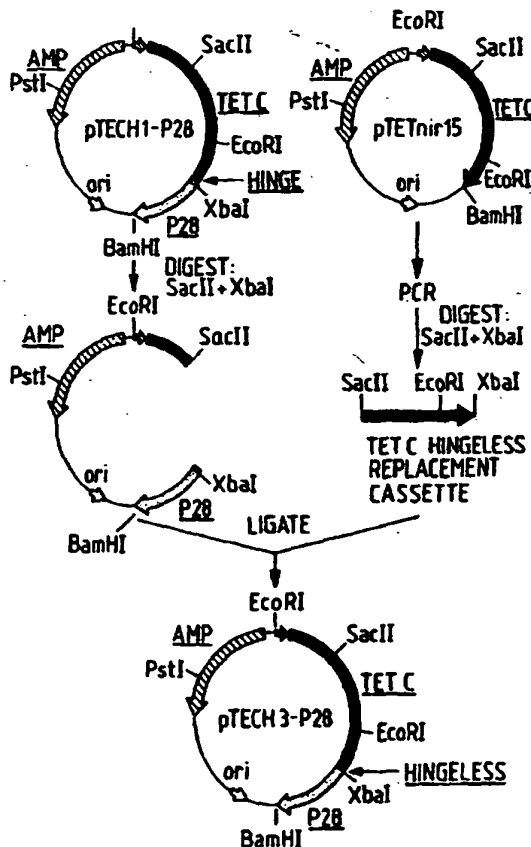 AMP
PstI
SacII
TET C
pTECH1-P28
EcoRI
HINGE
XbaI
ori
P28
BamHI
EcoRI
AMP
PstI
SacII
TETC
pTETnir15
EcoRI
ori
BamHI
DIGEST:
SacII+XbaI
PCR
DIGEST:
SacII+XbaI
EcoRI
AMP
PstI
SacII
ori
XbaI
P28
BamHI
SacII EcoRI XbaI
TET C HINGELESS
REPLACEMENT
CASSETTE
LIGATE
EcoRI
AMP
PstI
SacII
TET C
pTECH3-P28
EcoRI
HINGELESS
XbaI
ori
P28
BamHI